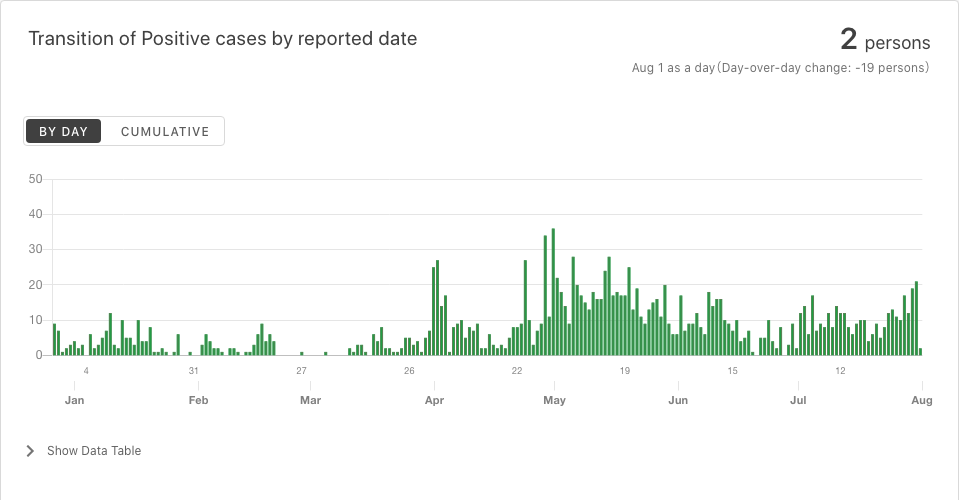 Transition of Positive cases by reported date
2 persons
Aug 1 as a day(Day-over-day change: -19 persons)
BY DAY CUMULATIVE
50
40
30
20
10
0
4 31 27 26 22 19 15 12
Jan Feb Mar Apr May Jun Jul Aug
Show Data Table